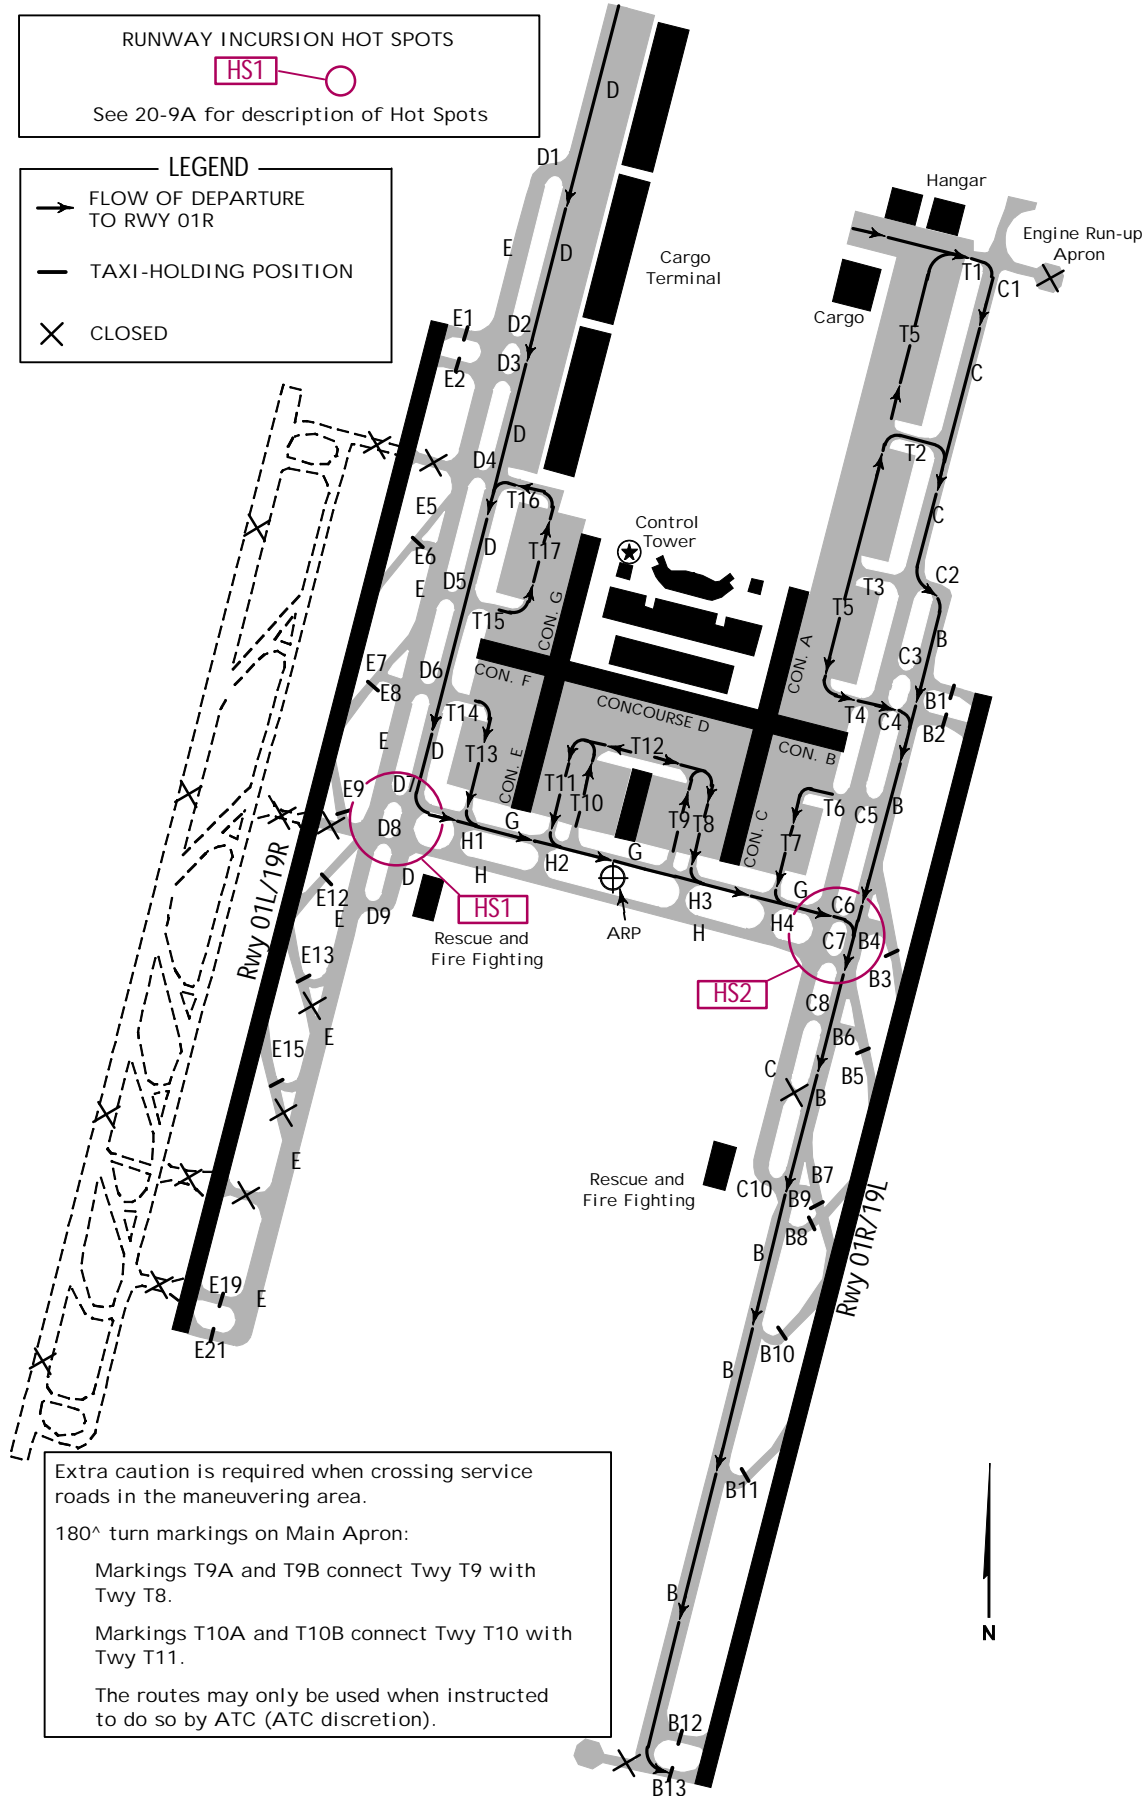 RUNWAY INCURSION HOT SPOTS
HS1
See 20-9A for description of Hot Spots
LEGEND
FLOW OF DEPARTURE
TO RWY 01R
TAXI-HOLDING POSITION
CLOSED
D
D1
E
D
Cargo
Terminal
Hangar
Engine Run-up
Apron
T1
C1
Cargo
T5
C
E1
D2
D3
E2
D
D4
T2
T16
E5
C
Control
Tower
D
T17
E6
D5
E
T15
CON. G
C2
T3
T5
B
CON. A
C3
E7
D6
CON. F
E8
CONCOURSE D
B1
T14
T4
C4
B2
E
D
T13
T12
CON. B
CON. E
T11
T10
D7
E9
T6
C5
B
D8
G
T9
T8
CON. C
T7
H1
H2
G
H
D
H3
G
C6
HS1
E12
E
D9
H4
C7
B4
ARP
H
Rescue and
Fire Fighting
E13
B3
Rwy 01L/19R
HS2
C8
E
E15
B6
C
B5
B
E
Rescue and
Fire Fighting
C10
B7
B9
B8
Rwy 01R/19L
B
E19
E
E21
B10
B
B11
Extra caution is required when crossing service
roads in the maneuvering area.
180^ turn markings on Main Apron:
Markings T9A and T9B connect Twy T9 with
Twy T8.
Markings T10A and T10B connect Twy T10 with
Twy T11.
The routes may only be used when instructed
to do so by ATC (ATC discretion).
B
N
B12
B13